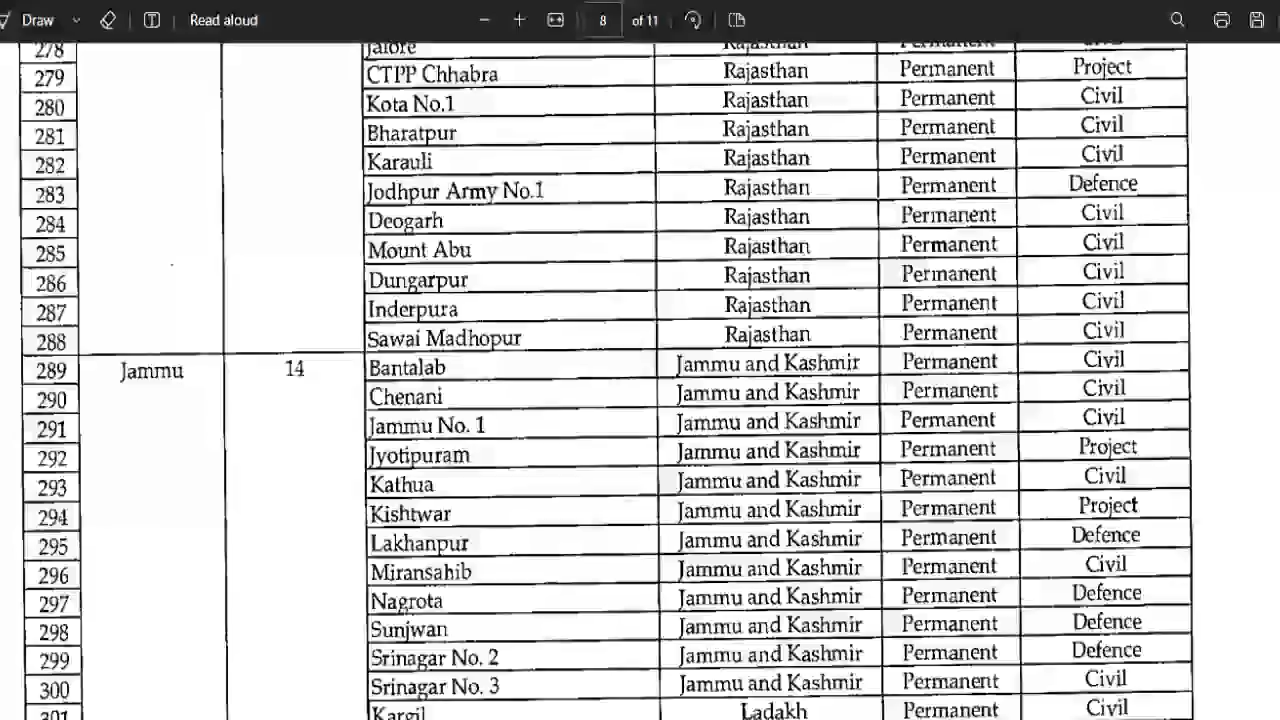 Draw Read aloud 8 of 11
278 Jalore Rajasthan Permanent Civil
279 CTPP Chhabra Rajasthan Permanent Project
280 Kota No.1 Rajasthan Permanent Civil
281 Bharatpur Rajasthan Permanent Civil
282 Karauli Rajasthan Permanent Civil
283 Jodhpur Army No.1 Rajasthan Permanent Defence
284 Deogarh Rajasthan Permanent Civil
285 Mount Abu Rajasthan Permanent Civil
286 Dungarpur Rajasthan Permanent Civil
287 Inderpura Rajasthan Permanent Civil
288 Sawai Madhopur Rajasthan Permanent Civil
289 Jammu 14 Bantalab Jammu and Kashmir Permanent Civil
290 Chenani Jammu and Kashmir Permanent Civil
291 Jammu No. 1 Jammu and Kashmir Permanent Civil
292 Jyotipuram Jammu and Kashmir Permanent Project
293 Kathua Jammu and Kashmir Permanent Civil
294 Kishtwar Jammu and Kashmir Permanent Project
295 Lakhanpur Jammu and Kashmir Permanent Defence
296 Miransahib Jammu and Kashmir Permanent Civil
297 Nagrota Jammu and Kashmir Permanent Defence
298 Sunjwan Jammu and Kashmir Permanent Defence
299 Srinagar No. 2 Jammu and Kashmir Permanent Defence
300 Srinagar No. 3 Jammu and Kashmir Permanent Civil
301 Kargil Ladakh Permanent Civil